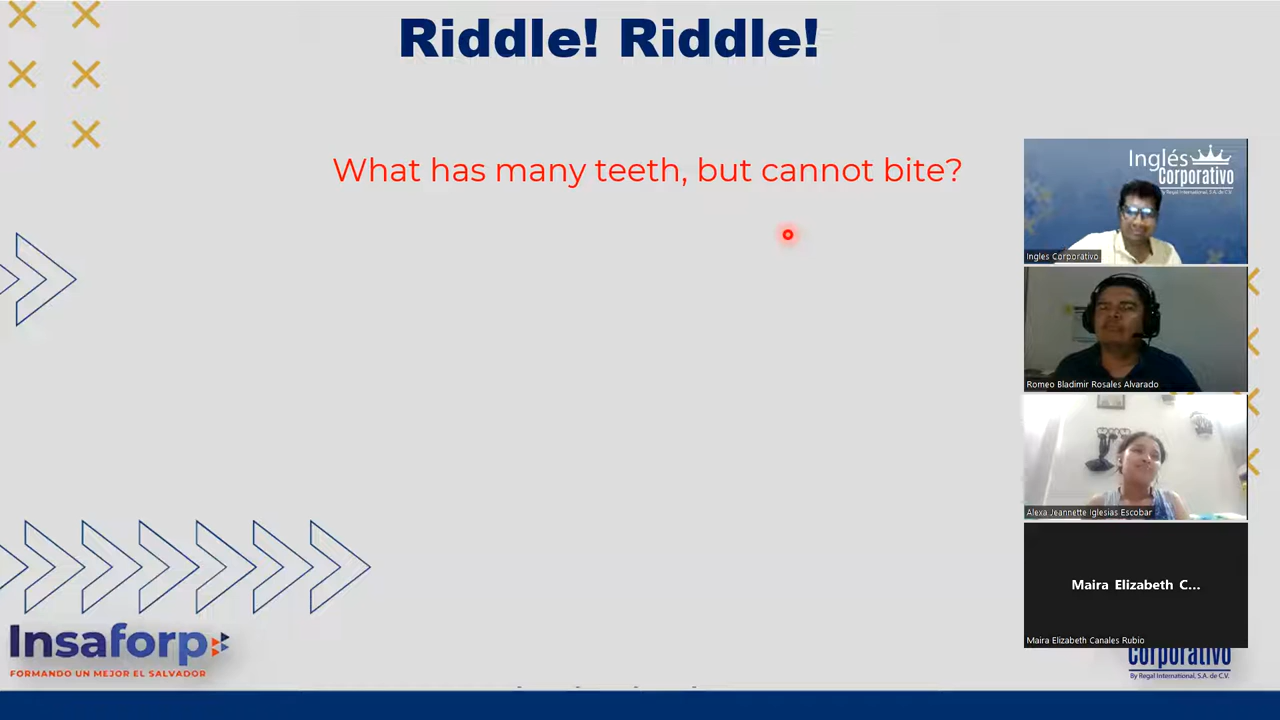 Riddle! Riddle!
What has many teeth, but cannot bite?
Inglés
Corporativo
By Regal International, S.A. de C.V.
Ingles Corporativo
Romeo Bladimir Rosales Alvarado
Alexa Jeannette Iglesias Escobar
Maira Elizabeth C...
Maira Elizabeth Canales Rubio
Insaforp
FORMANDO UN MEJOR EL SALVADOR
corporativo
By Regal International, S.A. de C.V.